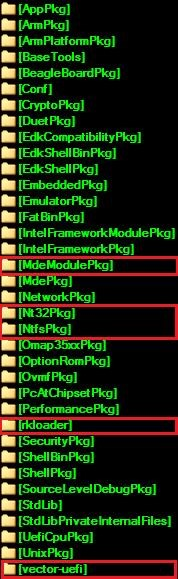 [AppPkg]
[ArmPkg]
[ArmPlatformPkg]
[BaseTools]
[BeagleBoardPkg]
[Conf]
[CryptoPkg]
[DuetPkg]
[EdkCompatibilityPkg]
[EdkShellBinPkg]
[EdkShellPkg]
[EmbeddedPkg]
[EmulatorPkg]
[FatBinPkg]
[IntelFrameworkModulePkg]
[IntelFrameworkPkg]
[MdeModulePkg]
[MdePkg]
[NetworkPkg]
[Nt32Pkg]
[NtfsPkg]
[Omap35xxPkg]
[OptionRomPkg]
[OvmfPkg]
[PcAtChipsetPkg]
[PerformancePkg]
[rkloader]
[SecurityPkg]
[ShellBinPkg]
[ShellPkg]
[SourceLevelDebugPkg]
[StdLib]
[StdLibPrivateInternalFiles]
[UefiCpuPkg]
[UnixPkg]
[vector-uefi]